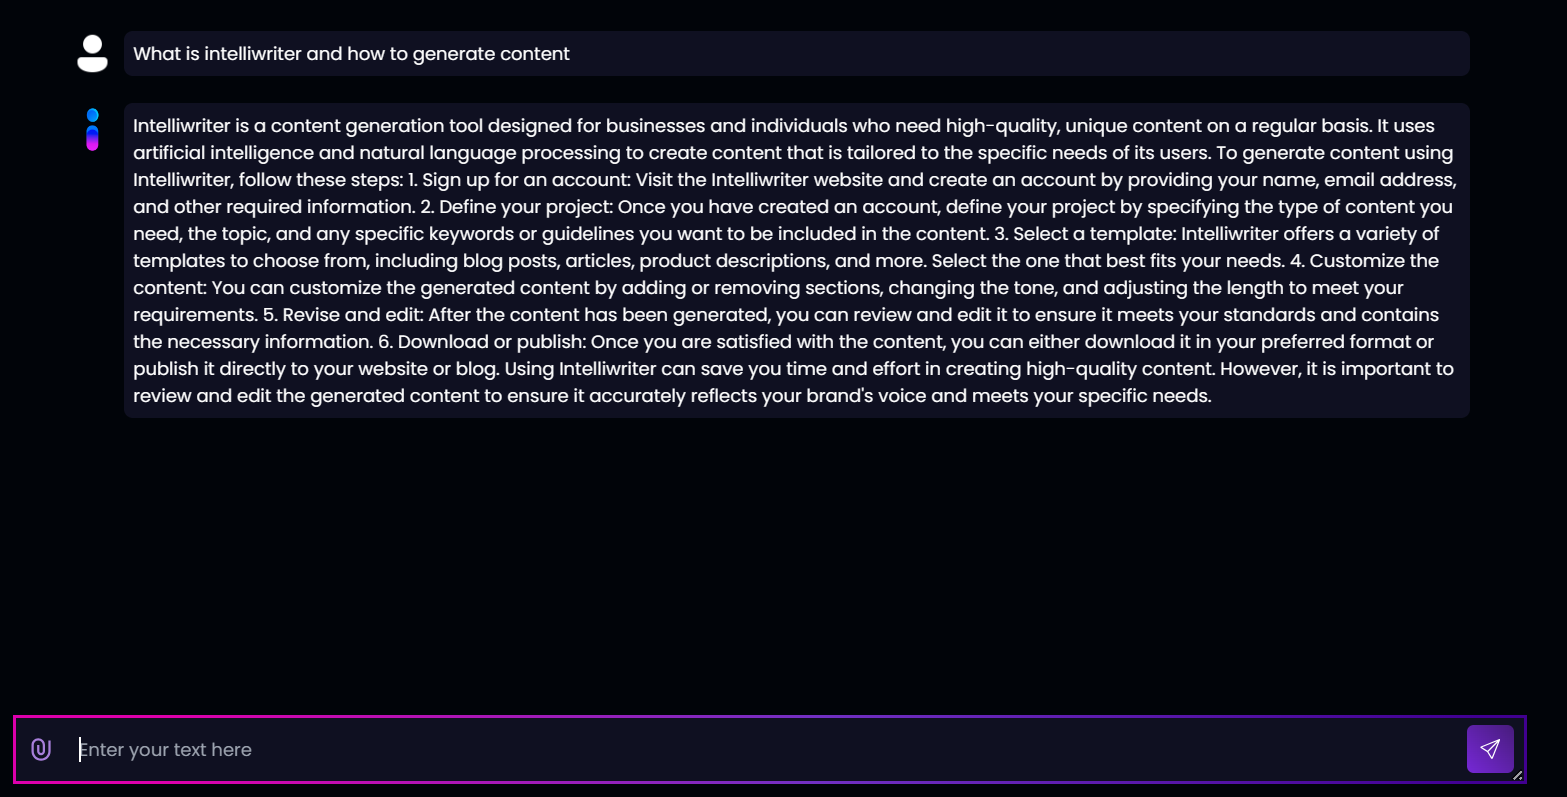 What is intelliwriter and how to generate content
Intelliwriter is a content generation tool designed for businesses and individuals who need high-quality, unique content on a regular basis. It uses
artificial intelligence and natural language processing to create content that is tailored to the specific needs of its users. To generate content using
Intelliwriter, follow these steps: 1. Sign up for an account: Visit the Intelliwriter website and create an account by providing your name, email address,
and other required information. 2. Define your project: Once you have created an account, define your project by specifying the type of content you
need, the topic, and any specific keywords or guidelines you want to be included in the content. 3. Select a template: Intelliwriter offers a variety of
templates to choose from, including blog posts, articles, product descriptions, and more. Select the one that best fits your needs. 4. Customize the
content: You can customize the generated content by adding or removing sections, changing the tone, and adjusting the length to meet your
requirements. 5. Revise and edit: After the content has been generated, you can review and edit it to ensure it meets your standards and contains
the necessary information. 6. Download or publish: Once you are satisfied with the content, you can either download it in your preferred format or
publish it directly to your website or blog. Using Intelliwriter can save you time and effort in creating high-quality content. However, it is important to
review and edit the generated content to ensure it accurately reflects your brand's voice and meets your specific needs.
Enter your text here